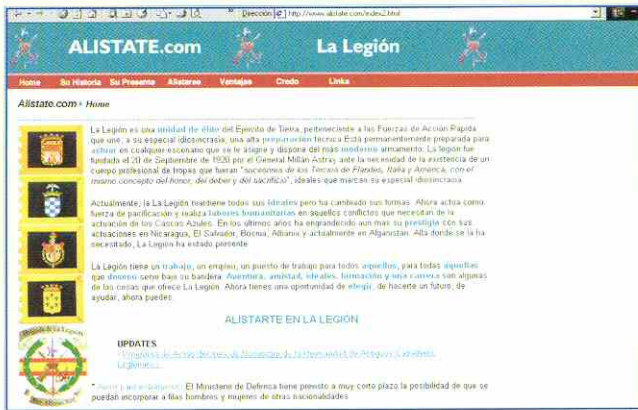 Dirección http://www.alistate.com/index2.html
ALISTATE.com La Legión
Home Su Historia Su Presente Alistarse Ventajas Credo Links
Alistate.com - Home
La Legión es una unidad de élite del Ejército de Tierra, perteneciente a las Fuerzas de Acción Rápida
que une, a su especial idiosincrasia, una alta preparación técnica. Está permanentemente preparada para
actuar en cualquier escenario que se le asigne y dispone del más moderno armamento. La legión fue
fundada el 20 de Septiembre de 1920 por el General Millán Astray, ante la necesidad de la existencia de un
cuerpo profesional de tropas que fueran "sucesores de los Tercios de Flandes, Italia y América, con el
mismo concepto del honor, del deber y del sacrificio", ideales que marcan su especial idiosincrasia.
Actualmente, la La Legión mantiene todos sus ideales pero ha cambiado sus formas. Ahora actúa como
fuerza de pacificación y realiza labores humanitarias en aquellos conflictos que necesitan de la
actuación de los Cascos Azules. En los últimos años ha engrandecido aún más su prestigio con sus
actuaciones en Nicaragua, El Salvador, Bosnia, Albania y actualmente en Afganistán. Allá donde se la ha
necesitado, La Legión ha estado presente.
La Legión tiene un trabajo, un empleo, un puesto de trabajo para todos aquellos, para todas aquellas
que deseen servir bajo su bandera. Aventura, amistad, ideales, formación y una carrera son algunas
de las cosas que ofrece La Legión. Ahora tienes una oportunidad de elegir, de hacerte un futuro, de
ayudar, ahora puedes.
ALISTARTE EN LA LEGIÓN
UPDATES
de la Hermandad de Antiguos Caballeros
Legionarios
* El Ministerio de Defensa tiene previsto a muy corto plazo la posibilidad de que se
puedan incorporar a filas hombres y mujeres de otras nacionalidades
Brigada de La Legión